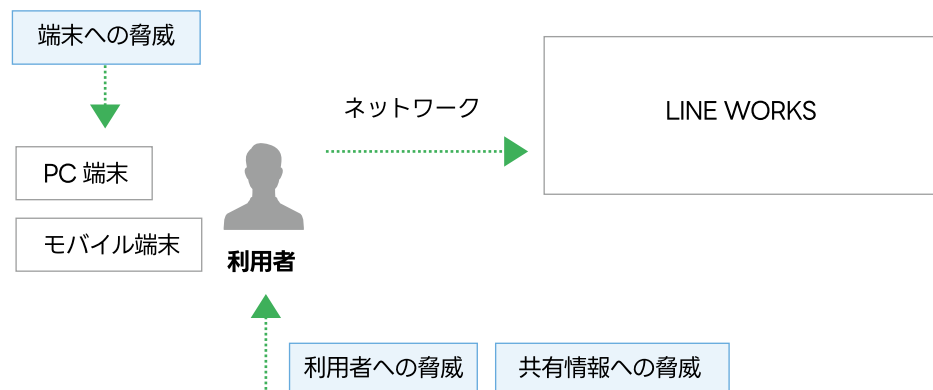 端末への脅威
ネットワーク
LINE WORKS
PC 端末
モバイル端末
利用者
利用者への脅威
共有情報への脅威